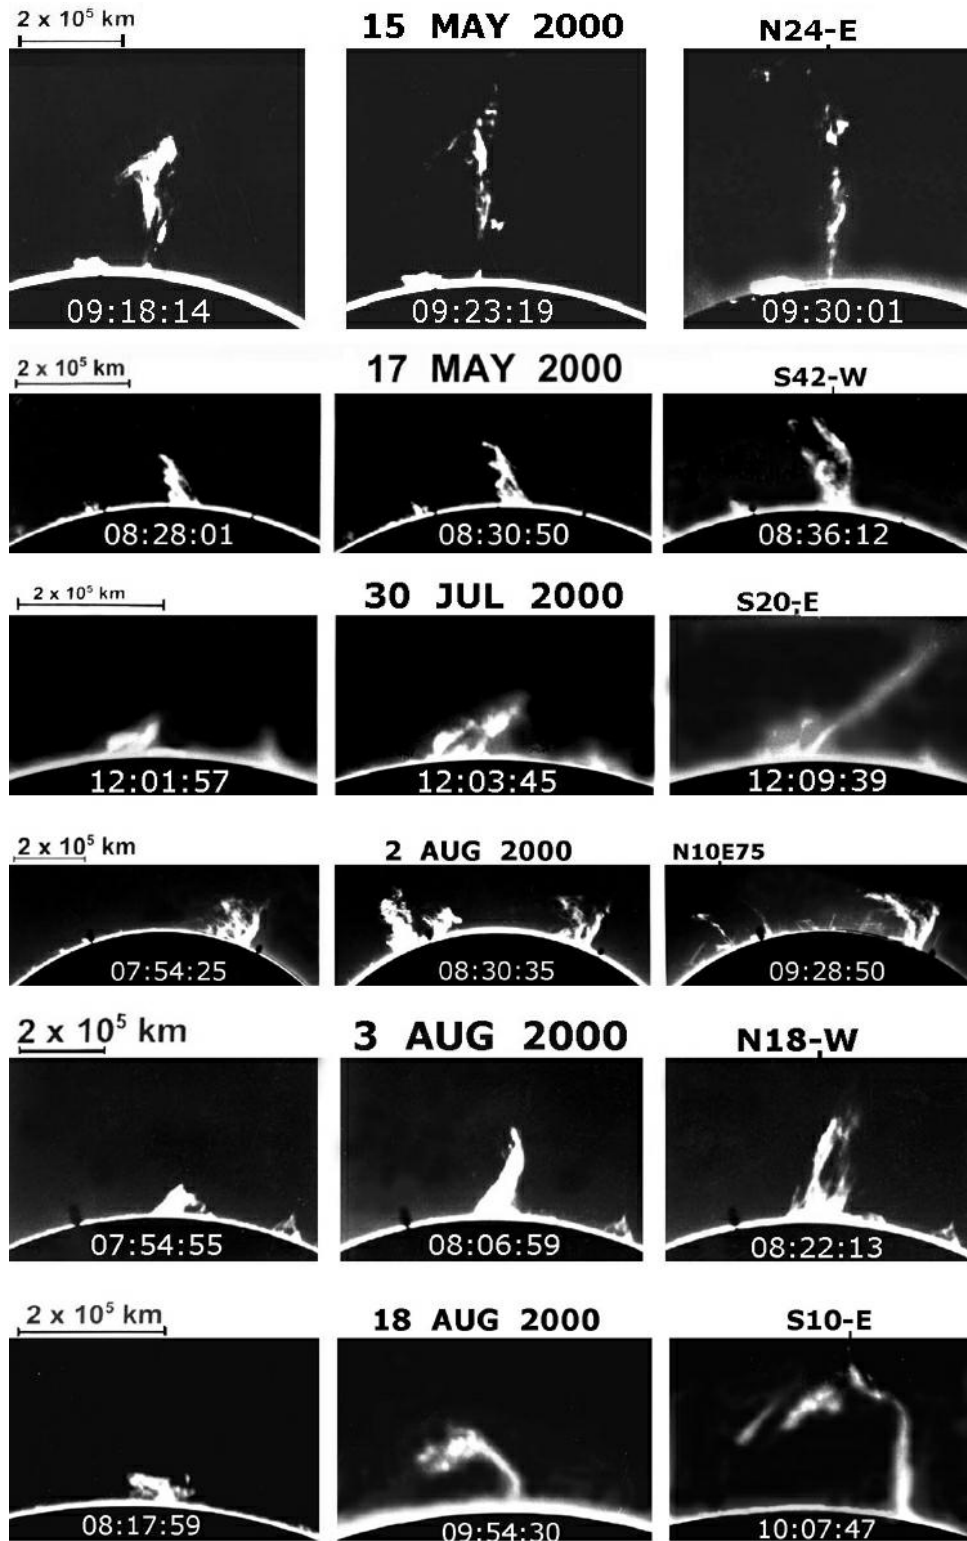 2 x 10⁵ km 15 MAY 2000 N24-E
09:18:14 09:23:19 09:30:01
2 x 10⁵ km 17 MAY 2000 S42-W
08:28:01 08:30:50 08:36:12
2 x 10⁵ km 30 JUL 2000 S20-E
12:01:57 12:03:45 12:09:39
2 x 10⁵ km 2 AUG 2000 N10E75
07:54:25 08:30:35 09:28:50
2 x 10⁵ km 3 AUG 2000 N18-W
07:54:55 08:06:59 08:22:13
2 x 10⁵ km 18 AUG 2000 S10-E
08:17:59 09:54:30 10:07:47